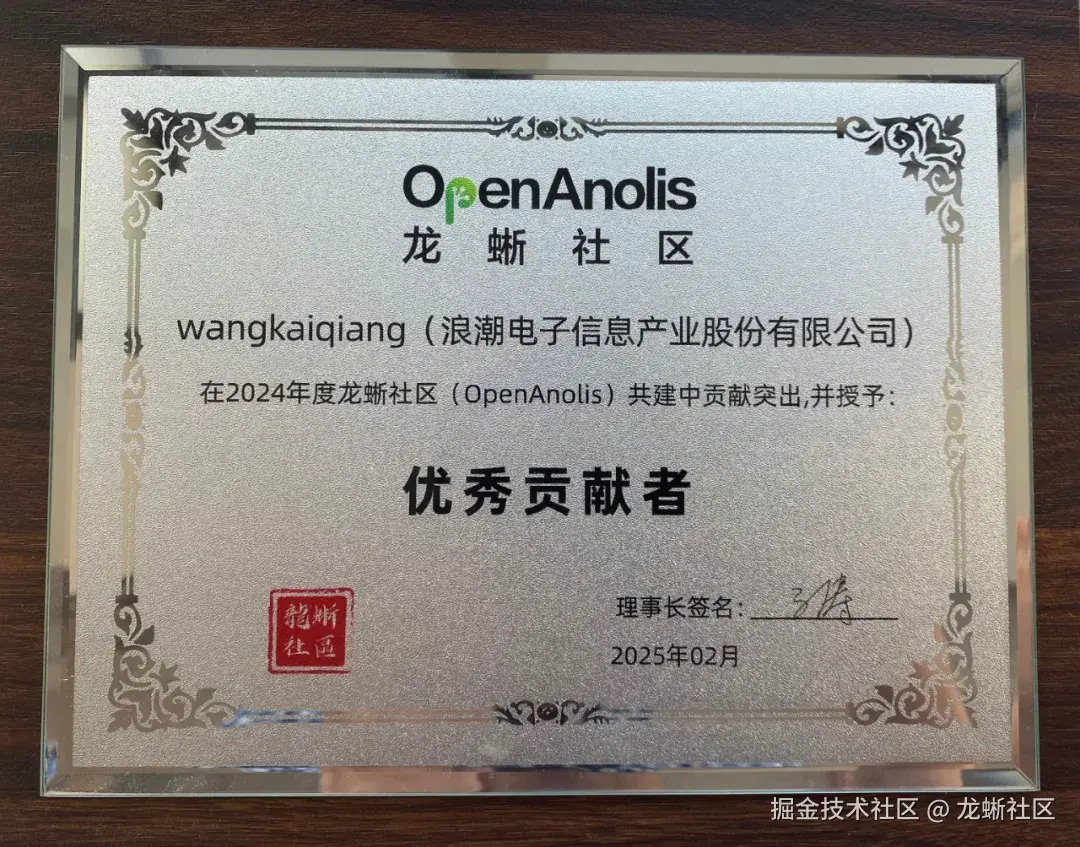 OpenAnolis
龙蜥社区
wangkaiqiang（浪潮电子信息产业股份有限公司）
在2024年度龙蜥社区（OpenAnolis）共建中贡献突出,并授予：
优秀贡献者
龍蜥
社區
理事长签名：
2025年02月
掘金技术社区 @ 龙蜥社区